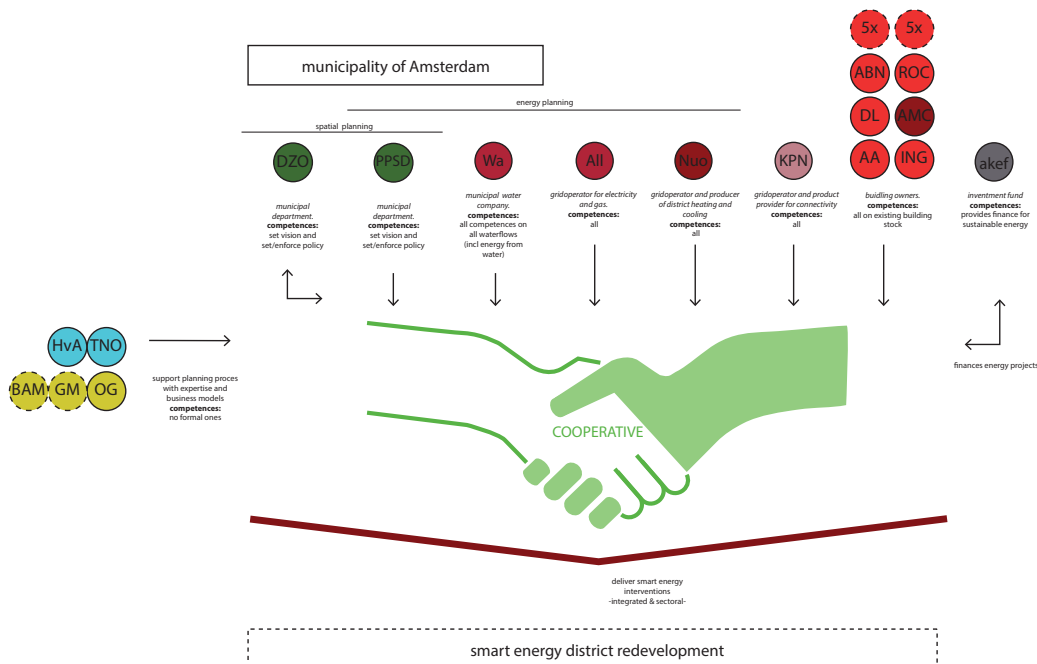 5x
5x
municipality of Amsterdam
ABN
ROC
energy planning
DL
AMC
spatial planning
DZO
PPSD
Wa
All
Nuo
KPN
AA
ING
akef
municipal
department.
competences:
set vision and
set/enforce policy
municipal
department.
competences:
set vision and
set/enforce policy
municipal water
company.
competences:
all competences on
all waterflows
(incl energy from
water)
gridoperator for electricity
and gas.
competences:
all
gridoperator and producer
of district heating and
cooling
competences:
all
gridoperator and product
provider for connectivity
competences:
all
buidling owners.
competences:
all on existing building
stock
inventment fund
competences:
provides finance for
sustainable energy
HvA
TNO
BAM
GM
OG
support planning proces
with expertise and
business models
competences:
no formal ones
finances energy projects
COOPERATIVE
deliver smart energy
interventions
-integrated & sectoral-
smart energy district redevelopment